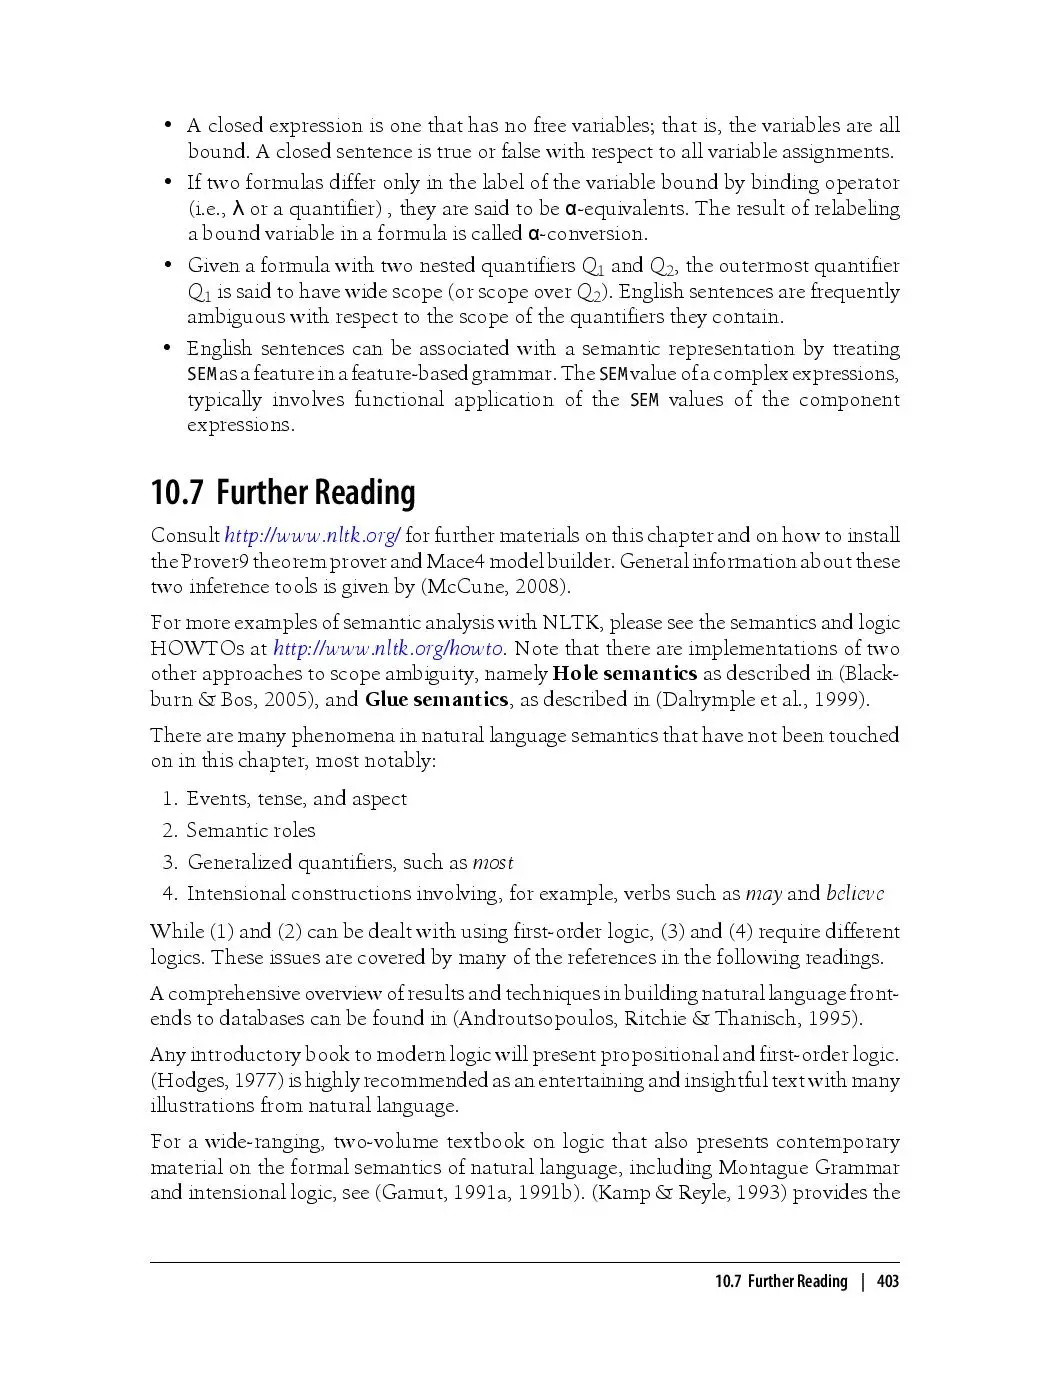 • A closed expression is one that has no free variables; that is, the variables are all
bound. A closed sentence is true or false with respect to all variable assignments.
• If two formulas differ only in the label of the variable bound by binding operator
(i.e., λ or a quantifier) , they are said to be α-equivalents. The result of relabeling
a bound variable in a formula is called α-conversion.
• Given a formula with two nested quantifiers Q1 and Q2, the outermost quantifier
Q1 is said to have wide scope (or scope over Q2). English sentences are frequently
ambiguous with respect to the scope of the quantifiers they contain.
• English sentences can be associated with a semantic representation by treating
SEM as a feature in a feature-based grammar. The SEM value of a complex expressions,
typically involves functional application of the SEM values of the component
expressions.
10.7 Further Reading
Consult http://www.nltk.org/ for further materials on this chapter and on how to install
the Prover9 theorem prover and Mace4 model builder. General information about these
two inference tools is given by (McCune, 2008).
For more examples of semantic analysis with NLTK, please see the semantics and logic
HOWTOs at http://www.nltk.org/howto. Note that there are implementations of two
other approaches to scope ambiguity, namely Hole semantics as described in (Black-
burn & Bos, 2005), and Glue semantics, as described in (Dalrymple et al., 1999).
There are many phenomena in natural language semantics that have not been touched
on in this chapter, most notably:
1. Events, tense, and aspect
2. Semantic roles
3. Generalized quantifiers, such as most
4. Intensional constructions involving, for example, verbs such as may and believe
While (1) and (2) can be dealt with using first-order logic, (3) and (4) require different
logics. These issues are covered by many of the references in the following readings.
A comprehensive overview of results and techniques in building natural language front-
ends to databases can be found in (Androutsopoulos, Ritchie & Thanisch, 1995).
Any introductory book to modern logic will present propositional and first-order logic.
(Hodges, 1977) is highly recommended as an entertaining and insightful text with many
illustrations from natural language.
For a wide-ranging, two-volume textbook on logic that also presents contemporary
material on the formal semantics of natural language, including Montague Grammar
and intensional logic, see (Gamut, 1991a, 1991b). (Kamp & Reyle, 1993) provides the
10.7 Further Reading | 403